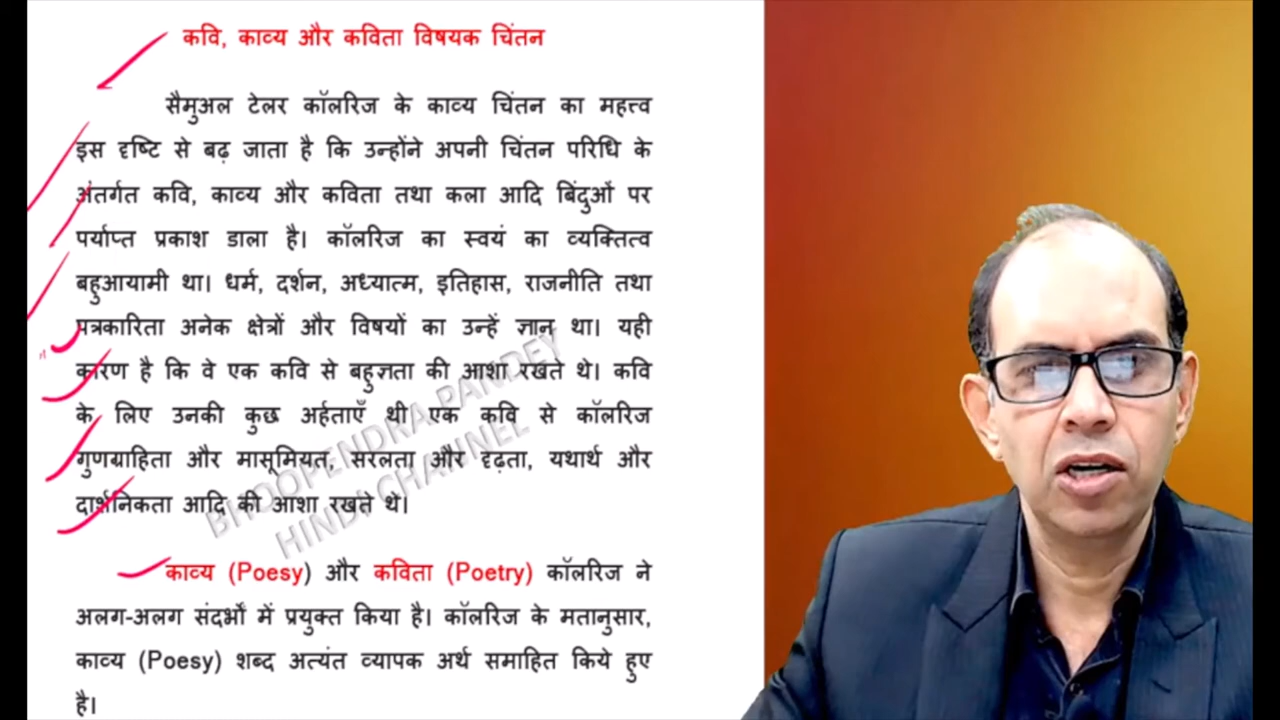 कवि, काव्य और कविता विषयक चिंतन
सैमुअल टेलर कॉलरिज के काव्य चिंतन का महत्त्व
इस दृष्टि से बढ़ जाता है कि उन्होंने अपनी चिंतन परिधि के
अंतर्गत कवि, काव्य और कविता तथा कला आदि बिंदुओं पर
पर्याप्त प्रकाश डाला है। कॉलरिज का स्वयं का व्यक्तित्व
बहुआयामी था। धर्म, दर्शन, अध्यात्म, इतिहास, राजनीति तथा
पत्रकारिता अनेक क्षेत्रों और विषयों का उन्हें ज्ञान था। यही
कारण है कि वे एक कवि से बहुज्ञता की आशा रखते थे। कवि
के लिए उनकी कुछ अर्हताएँ थी एक कवि से कॉलरिज
गुणग्राहिता और मासूमियत, सरलता और दृढ़ता, यथार्थ और
दार्शनिकता आदि की आशा रखते थे।
काव्य (Poesy) और कविता (Poetry) कॉलरिज ने
अलग-अलग संदर्भों में प्रयुक्त किया है। कॉलरिज के मतानुसार,
काव्य (Poesy) शब्द अत्यंत व्यापक अर्थ समाहित किये हुए
है।
BHOOPENDRA PANDEY
HINDI CHANNEL